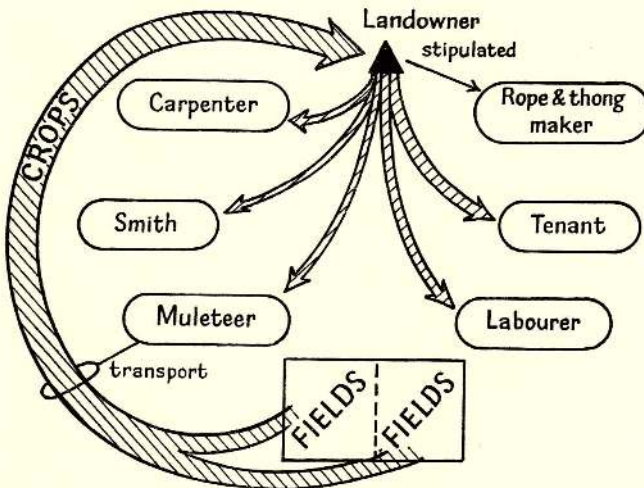 Landowner
stipulated
Carpenter
Rope & thong
maker
CROPS
Smith
Tenant
Muleteer
Labourer
transport
FIELDS
FIELDS